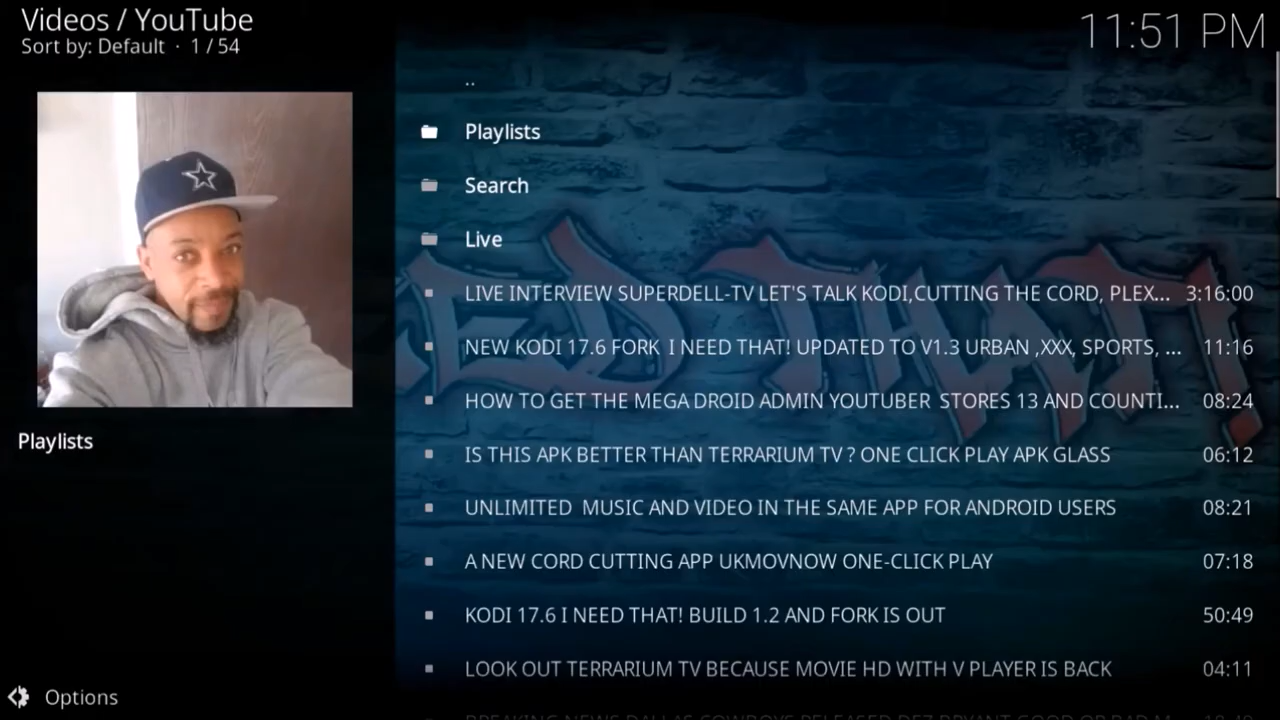 Videos / YouTube
Sort by: Default · 1 / 54
11:51 PM
..
Playlists
Search
Live
LIVE INTERVIEW SUPERDELL-TV LET'S TALK KODI,CUTTING THE CORD, PLEX... 3:16:00
NEW KODI 17.6 FORK I NEED THAT! UPDATED TO V1.3 URBAN ,XXX, SPORTS, ... 11:16
HOW TO GET THE MEGA DROID ADMIN YOUTUBER STORES 13 AND COUNTI... 08:24
IS THIS APK BETTER THAN TERRARIUM TV ? ONE CLICK PLAY APK GLASS 06:12
UNLIMITED MUSIC AND VIDEO IN THE SAME APP FOR ANDROID USERS 08:21
A NEW CORD CUTTING APP UKMOVNOW ONE-CLICK PLAY 07:18
KODI 17.6 I NEED THAT! BUILD 1.2 AND FORK IS OUT 50:49
LOOK OUT TERRARIUM TV BECAUSE MOVIE HD WITH V PLAYER IS BACK 04:11
Playlists
Options
ED THAT!